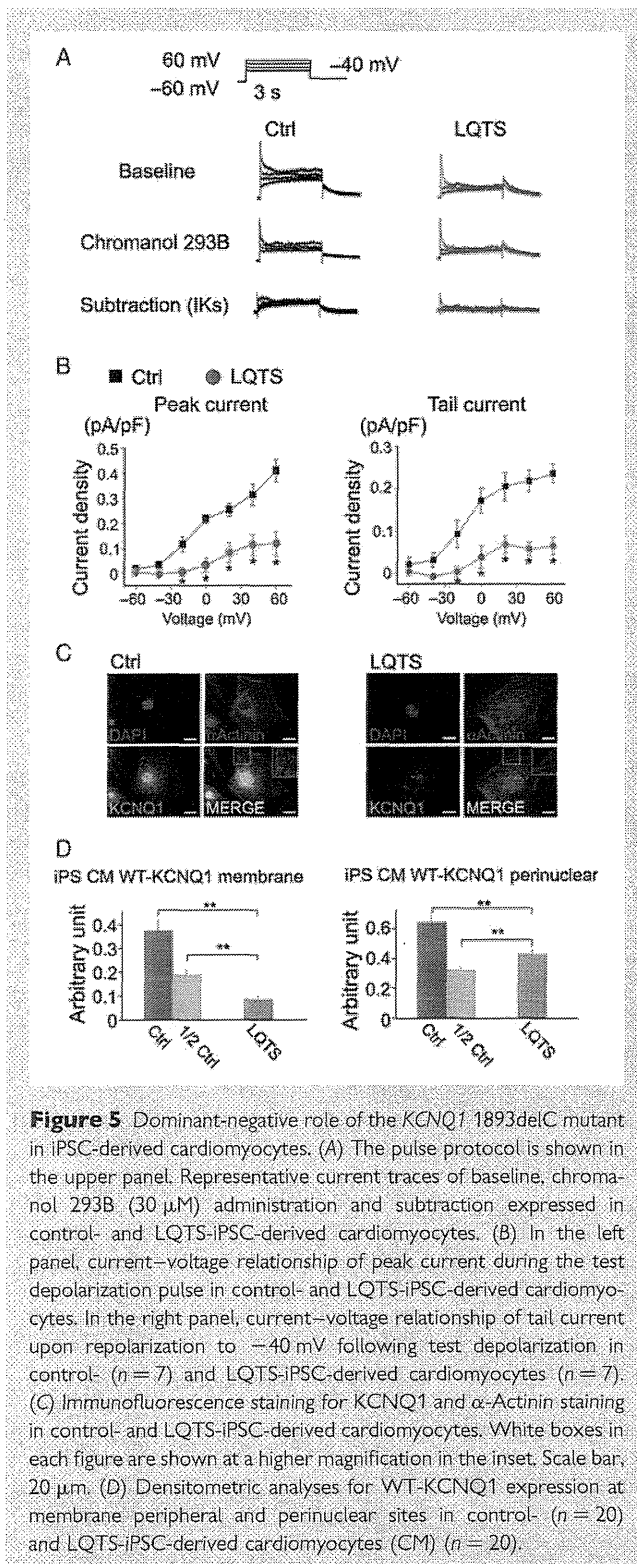 A
60 mV
−40 mV
−60 mV
3 s
Ctrl
LQTS
Baseline
Chromanol 293B
Subtraction (IKs)
B
Ctrl
LQTS
Peak current
Tail current
(pA/pF)
(pA/pF)
Current density
0.5
0.4
0.3
0.2
0.1
0
−60
−30
0
30
60
Voltage (mV)
Current density
0.3
0.2
0.1
0
−60
−30
0
30
60
Voltage (mV)
* * * * *
* * * * *
C
Ctrl
LQTS
DAPI
αActinin
KCNQ1
MERGE
DAPI
αActinin
KCNQ1
MERGE
D
iPS CM WT-KCNQ1 membrane
iPS CM WT-KCNQ1 perinuclear
Arbitrary unit
0.4
0.3
0.2
0.1
0
**
**
Ctrl
1/2 Ctrl
LQTS
Arbitrary unit
0.6
0.4
0.2
0
**
**
Ctrl
1/2 Ctrl
LQTS
Figure 5 Dominant-negative role of the KCNQ1 1893delC mutant
in iPSC-derived cardiomyocytes. (A) The pulse protocol is shown in
the upper panel. Representative current traces of baseline, chroma-
nol 293B (30 μM) administration and subtraction expressed in
control- and LQTS-iPSC-derived cardiomyocytes. (B) In the left
panel, current–voltage relationship of peak current during the test
depolarization pulse in control- and LQTS-iPSC-derived cardiomyo-
cytes. In the right panel, current–voltage relationship of tail current
upon repolarization to −40 mV following test depolarization in
control- (n = 7) and LQTS-iPSC-derived cardiomyocytes (n = 7).
(C) Immunofluorescence staining for KCNQ1 and α-Actinin staining
in control- and LQTS-iPSC-derived cardiomyocytes. White boxes in
each figure are shown at a higher magnification in the inset. Scale bar,
20 μm. (D) Densitometric analyses for WT-KCNQ1 expression at
membrane peripheral and perinuclear sites in control- (n = 20)
and LQTS-iPSC-derived cardiomyocytes (CM) (n = 20).